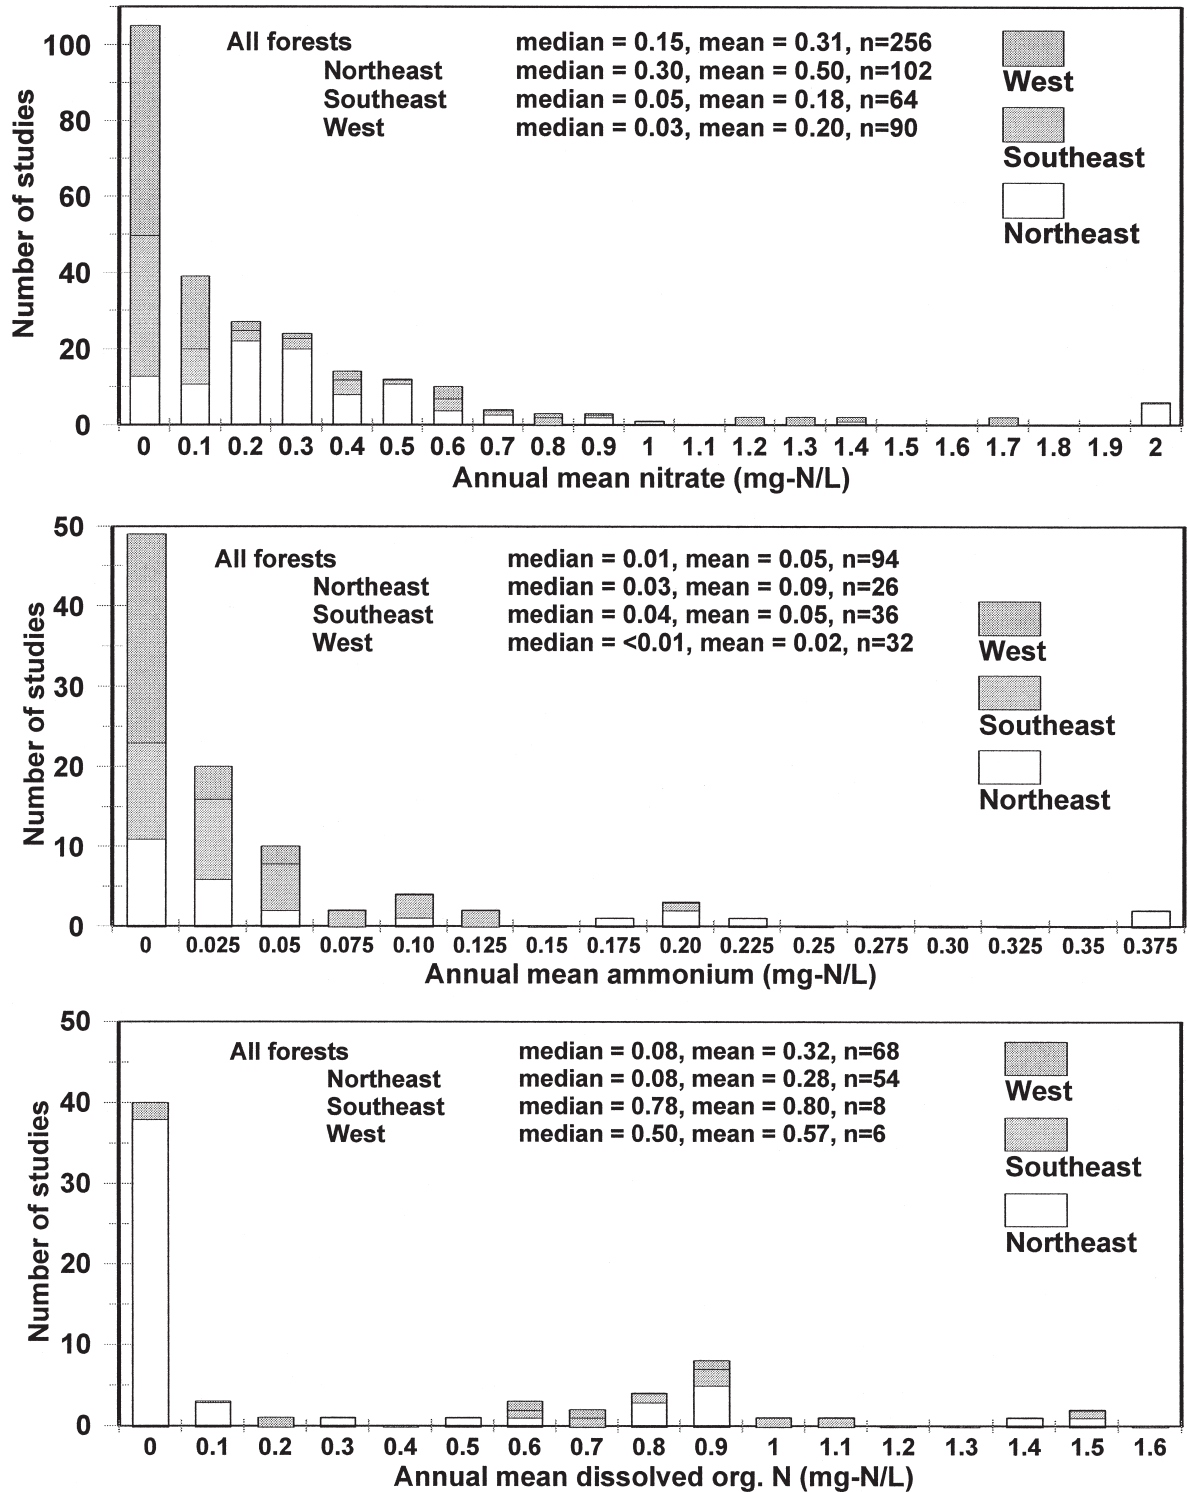 All forests median = 0.15, mean = 0.31, n=256
Northeast median = 0.30, mean = 0.50, n=102
Southeast median = 0.05, mean = 0.18, n=64
West median = 0.03, mean = 0.20, n=90
West
Southeast
Northeast
Number of studies
100
80
60
40
20
0
0 0.1 0.2 0.3 0.4 0.5 0.6 0.7 0.8 0.9 1 1.1 1.2 1.3 1.4 1.5 1.6 1.7 1.8 1.9 2
Annual mean nitrate (mg-N/L)
All forests median = 0.01, mean = 0.05, n=94
Northeast median = 0.03, mean = 0.09, n=26
Southeast median = 0.04, mean = 0.05, n=36
West median = <0.01, mean = 0.02, n=32
West
Southeast
Northeast
Number of studies
50
40
30
20
10
0
0 0.025 0.05 0.075 0.10 0.125 0.15 0.175 0.20 0.225 0.25 0.275 0.30 0.325 0.35 0.375
Annual mean ammonium (mg-N/L)
All forests median = 0.08, mean = 0.32, n=68
Northeast median = 0.08, mean = 0.28, n=54
Southeast median = 0.78, mean = 0.80, n=8
West median = 0.50, mean = 0.57, n=6
West
Southeast
Northeast
Number of studies
50
40
30
20
10
0
0 0.1 0.2 0.3 0.4 0.5 0.6 0.7 0.8 0.9 1 1.1 1.2 1.3 1.4 1.5 1.6
Annual mean dissolved org. N (mg-N/L)